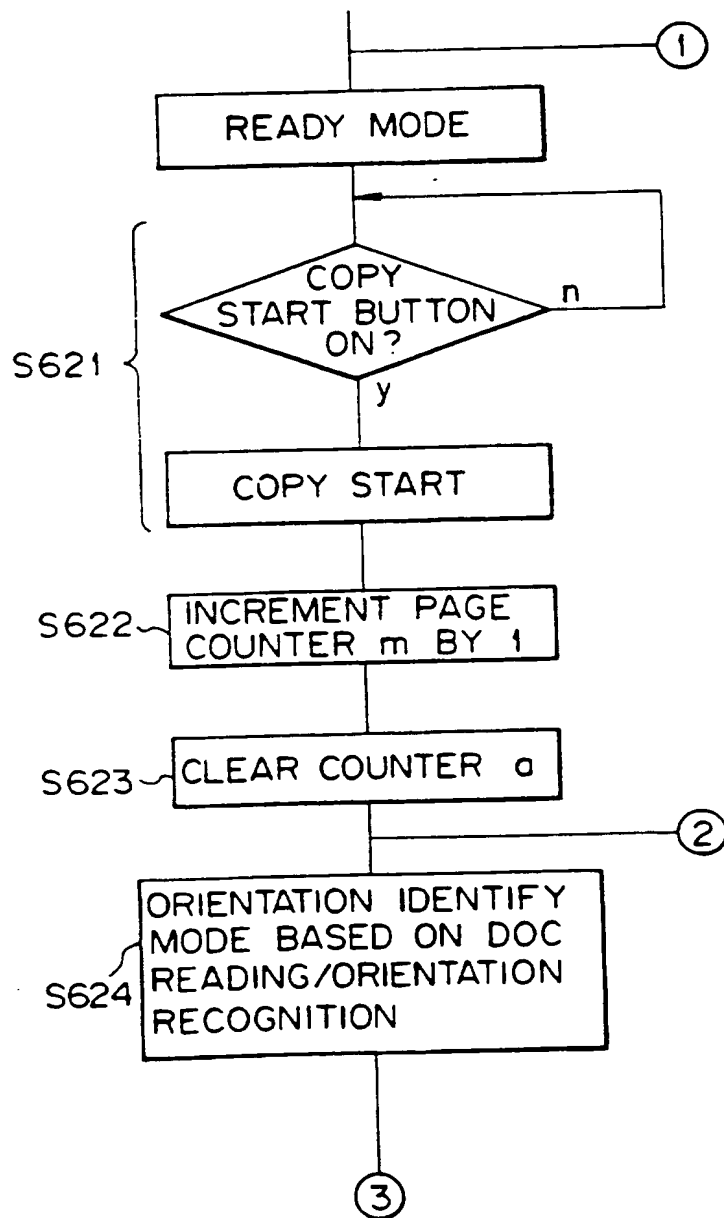 1
READY MODE
COPY
START BUTTON
ON?
n
y
S621
COPY START
S622
INCREMENT PAGE
COUNTER m BY 1
S623
CLEAR COUNTER a
2
ORIENTATION IDENTIFY
MODE BASED ON DOC
READING/ORIENTATION
RECOGNITION
S624
3